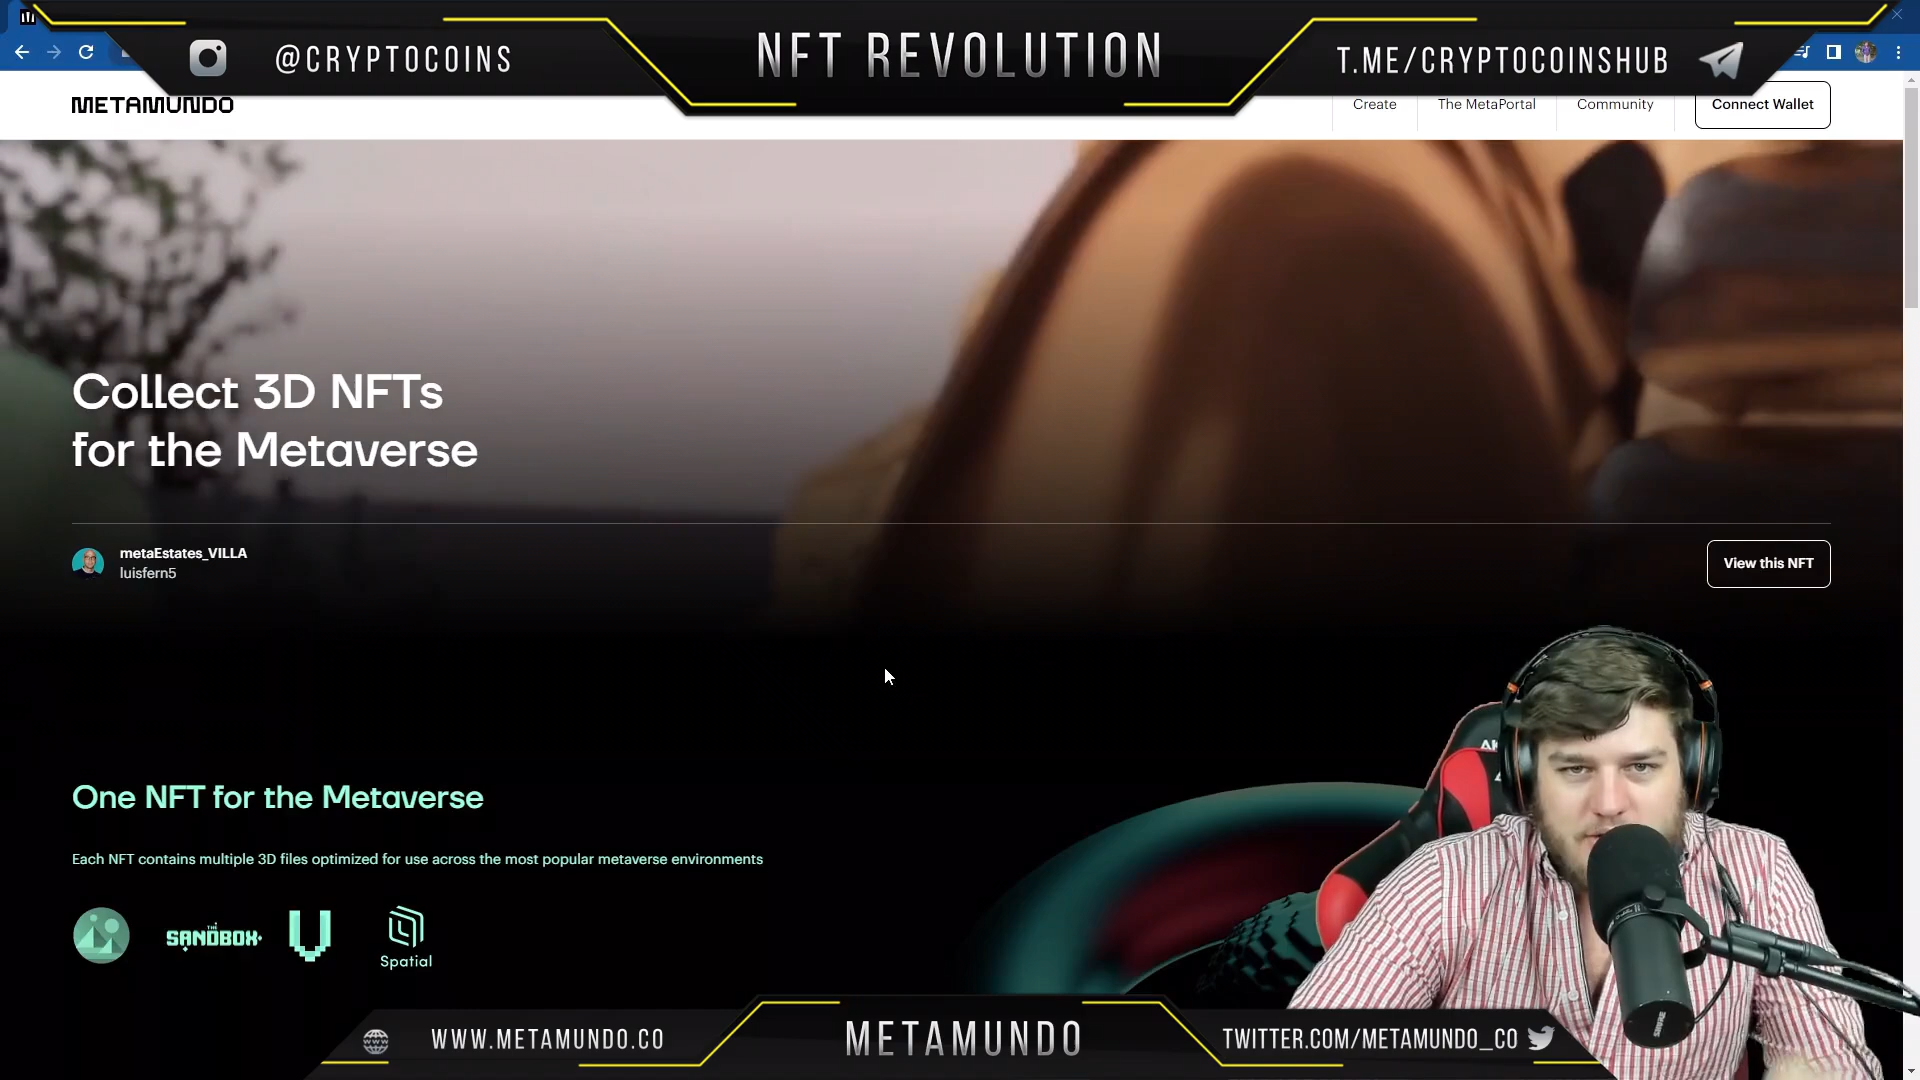 @CRYPTOCOINS
NFT REVOLUTION
T.ME/CRYPTOCOINSHUB
METAMUNDO
Create
The MetaPortal
Community
Connect Wallet
Collect 3D NFTs
for the Metaverse
metaEstates_VILLA
luisfern5
View this NFT
One NFT for the Metaverse
Each NFT contains multiple 3D files optimized for use across the most popular metaverse environments
THE
SANDBOX
Spatial
SHURE
WWW.METAMUNDO.CO
METAMUNDO
TWITTER.COM/METAMUNDO_CO